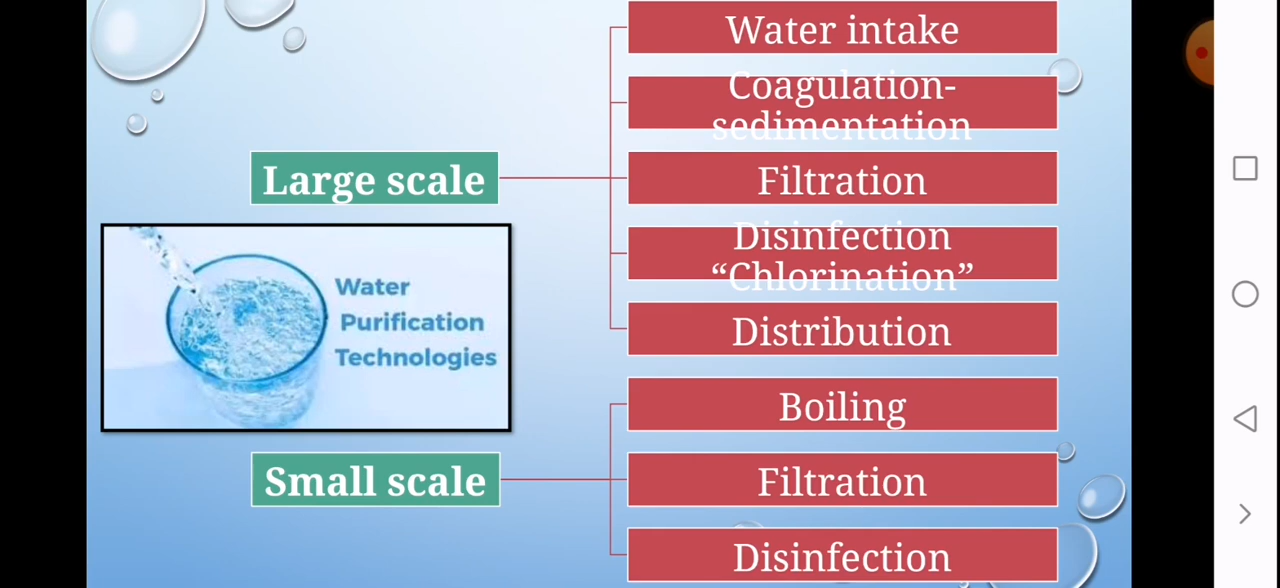 Water intake
Coagulation-
sedimentation
Large scale
Filtration
Disinfection
“Chlorination”
Distribution
Water
Purification
Technologies
Boiling
Small scale
Filtration
Disinfection